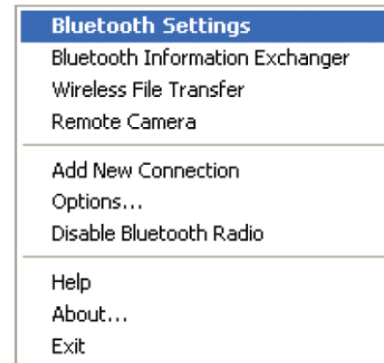 Bluetooth Settings
Bluetooth Information Exchanger
Wireless File Transfer
Remote Camera
Add New Connection
Options...
Disable Bluetooth Radio
Help
About...
Exit